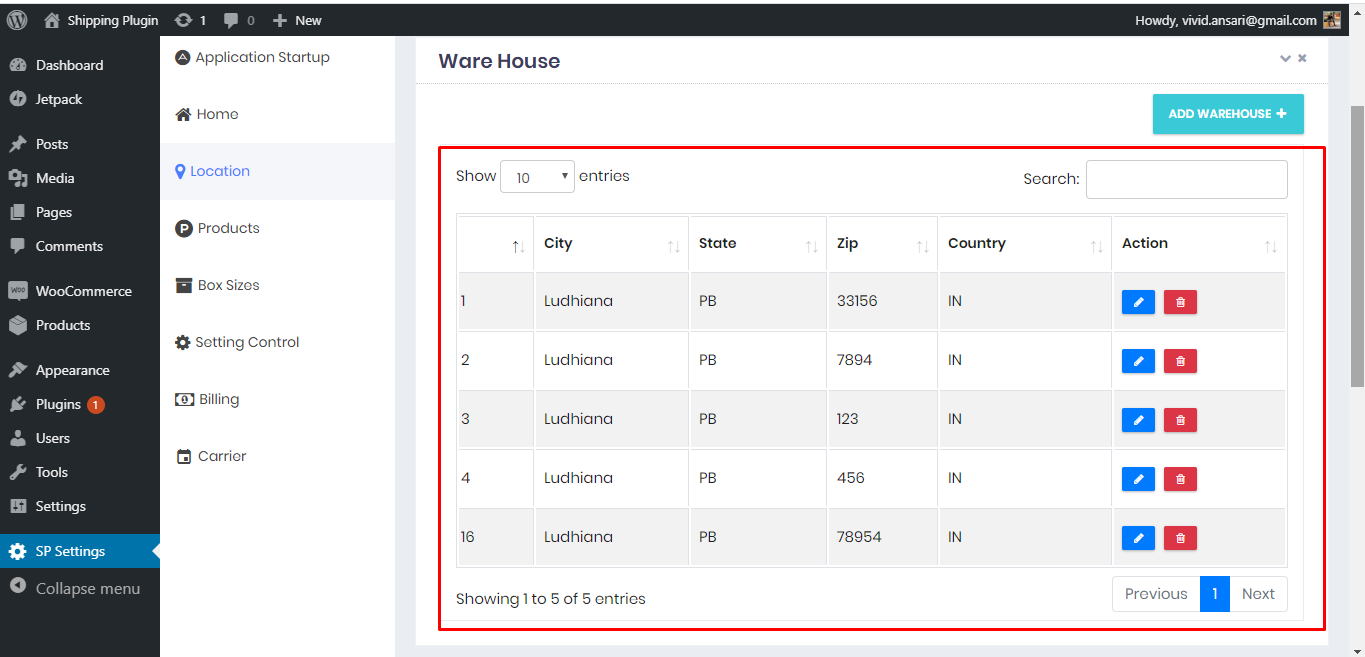 Shipping Plugin 1 0 New Howdy, vivid.ansari@gmail.com
Dashboard
Jetpack
Posts
Media
Pages
Comments
WooCommerce
Products
Appearance
Plugins 1
Users
Tools
Settings
SP Settings
Collapse menu
Application Startup
Home
Location
Products
Box Sizes
Setting Control
Billing
Carrier
Ware House
ADD WAREHOUSE
Show 10 entries Search:
City State Zip Country Action
1 Ludhiana PB 33156 IN
2 Ludhiana PB 7894 IN
3 Ludhiana PB 123 IN
4 Ludhiana PB 456 IN
16 Ludhiana PB 78954 IN
Showing 1 to 5 of 5 entries Previous 1 Next